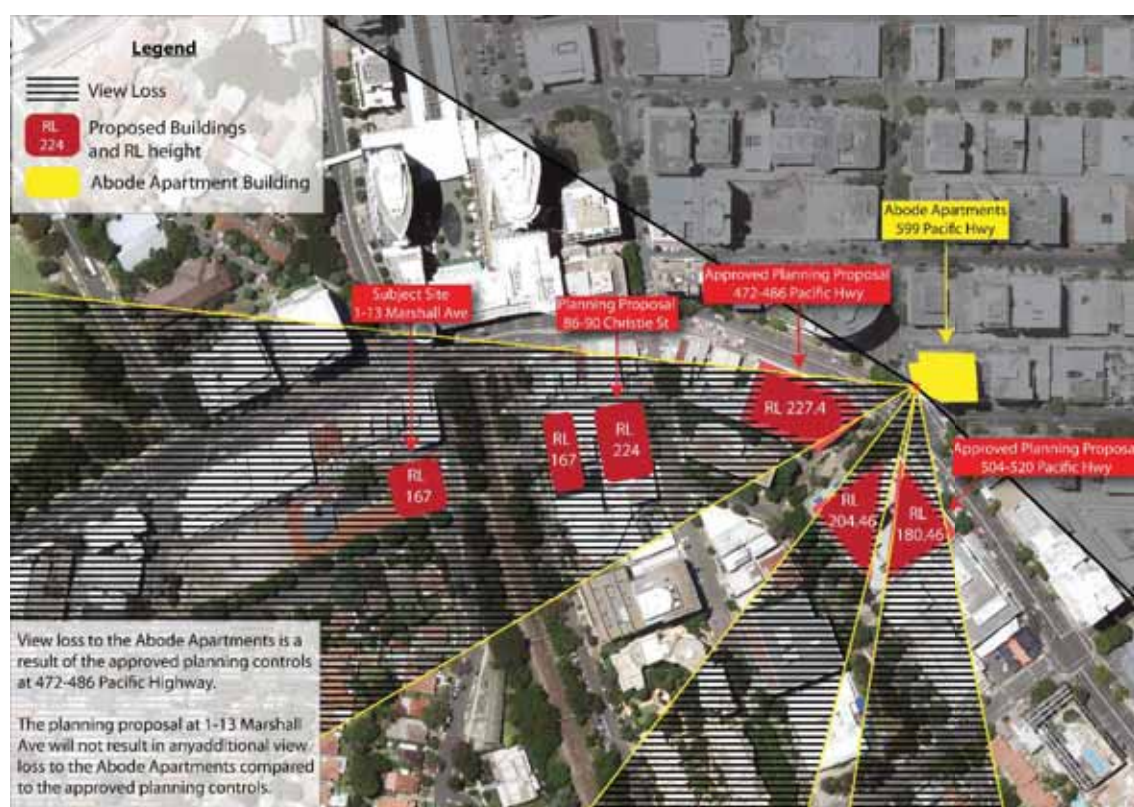 Legend
View Loss
RL
224
Proposed Buildings
and RL height
Abode Apartment Building
Abode Apartments
599 Pacific Hwy
Approved Planning Proposal
472-486 Pacific Hwy
Subject Site
1-13 Marshall Ave
Planning Proposal
86-90 Christie St
RL 227.4
RL
167
RL
224
Approved Planning Proposal
504-520 Pacific Hwy
RL
167
RL
204.46
RL
180.46
View loss to the Abode Apartments is a
result of the approved planning controls
at 472-486 Pacific Highway.
The planning proposal at 1-13 Marshall
Ave will not result in anyadditional view
loss to the Abode Apartments compared
to the approved planning controls.